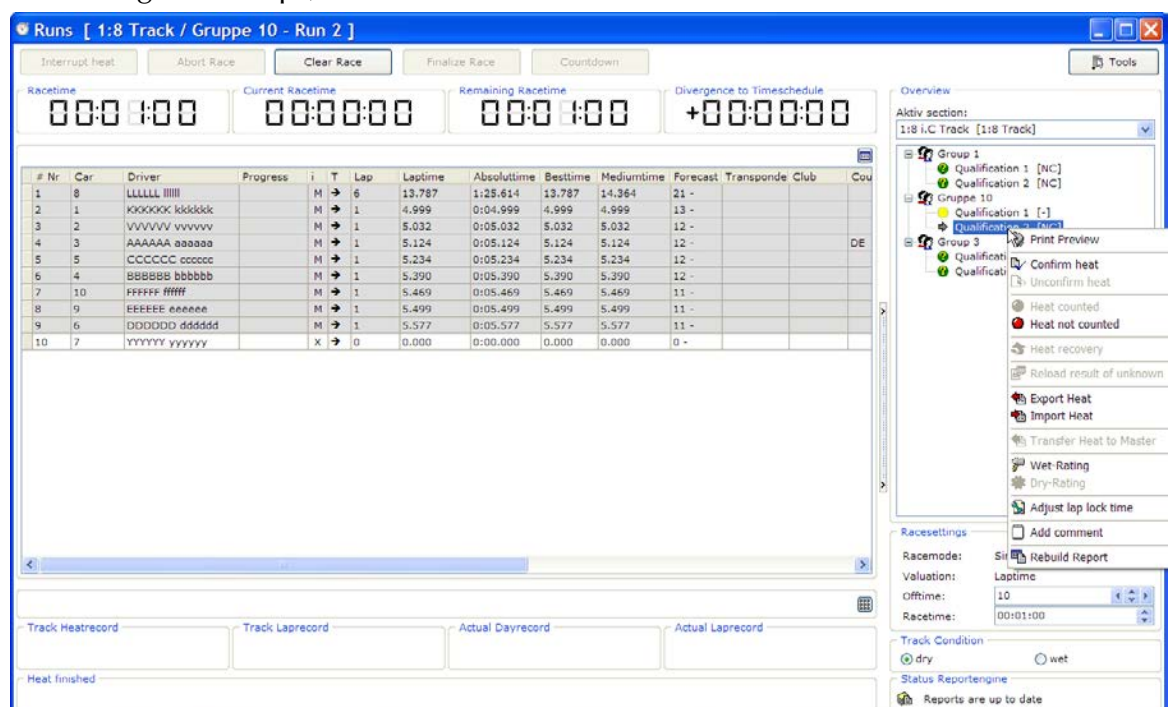 Runs [ 1:8 Track / Gruppe 10 - Run 2 ]
Interrupt heat Abort Race Clear Race Finalize Race Countdown Tools
Racetime Current Racetime Remaining Racetime Divergence to Timeschedule Overview
00:01:00 00:00:00 00:01:00 +00:00:00
Aktiv section:
1:8 i.C Track [1:8 Track]
# Nr Car Driver Progress i T Lap Laptime Absoluttime Besttime Mediumtime Forecast Transponde Club Cou
1 8 LLLLLL llllll M → 6 13.787 1:25.614 13.787 14.364 21 -
2 1 KKKKKK kkkkkk M → 1 4.999 0:04.999 4.999 4.999 13 -
3 2 VVVVVV vvvvvv M → 1 5.032 0:05.032 5.032 5.032 12 -
4 3 AAAAAA aaaaaa M → 1 5.124 0:05.124 5.124 5.124 12 - DE
5 5 CCCCCC cccccc M → 1 5.234 0:05.234 5.234 5.234 12 -
6 4 BBBBBB bbbbbb M → 1 5.390 0:05.390 5.390 5.390 12 -
7 10 FFFFFF ffffff M → 1 5.469 0:05.469 5.469 5.469 11 -
8 9 EEEEEE eeeeee M → 1 5.499 0:05.499 5.499 5.499 11 -
9 6 DDDDDD dddddd M → 1 5.577 0:05.577 5.577 5.577 11 -
10 7 YYYYYY yyyyyy X → 0 0.000 0:00.000 0.000 0.000 0 -
Group 1
Qualification 1 [NC]
Qualification 2 [NC]
Gruppe 10
Qualification 1 [-]
Qualification 2 [NC]
Group 3
Qualificati
Qualificati
Print Preview
Confirm heat
Unconfirm heat
Heat counted
Heat not counted
Heat recovery
Reload result of unknown
Export Heat
Import Heat
Transfer Heat to Master
Wet-Rating
Dry-Rating
Adjust lap lock time
Add comment
Rebuild Report
Racesettings
Racemode: Si
Valuation: Laptime
Offtime: 10
Racetime: 00:01:00
Track Heatrecord Track Laprecord Actual Dayrecord Actual Laprecord
Track Condition
dry wet
Heat finished
Status Reportengine
Reports are up to date